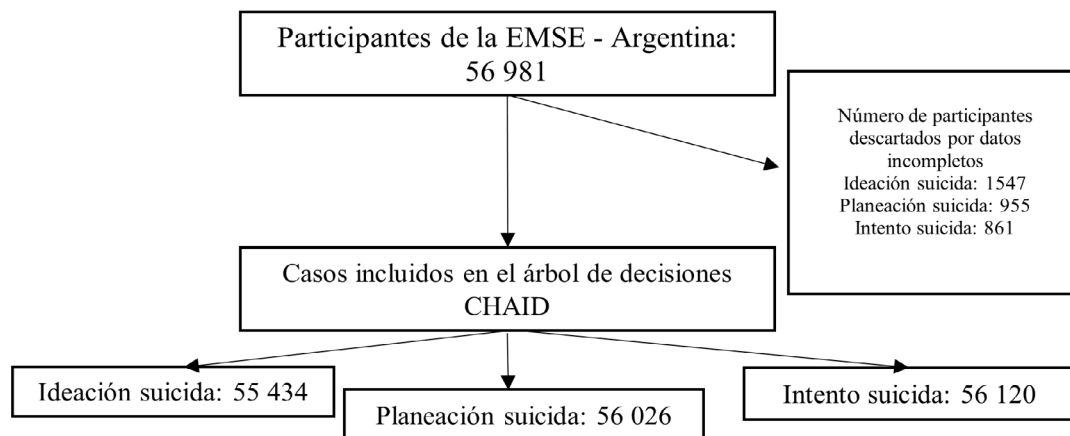 Participantes de la EMSE - Argentina:
56 981
Número de participantes
descartados por datos
incompletos
Ideación suicida: 1547
Planeación suicida: 955
Intento suicida: 861
Casos incluidos en el árbol de decisiones
CHAID
Ideación suicida: 55 434
Planeación suicida: 56 026
Intento suicida: 56 120